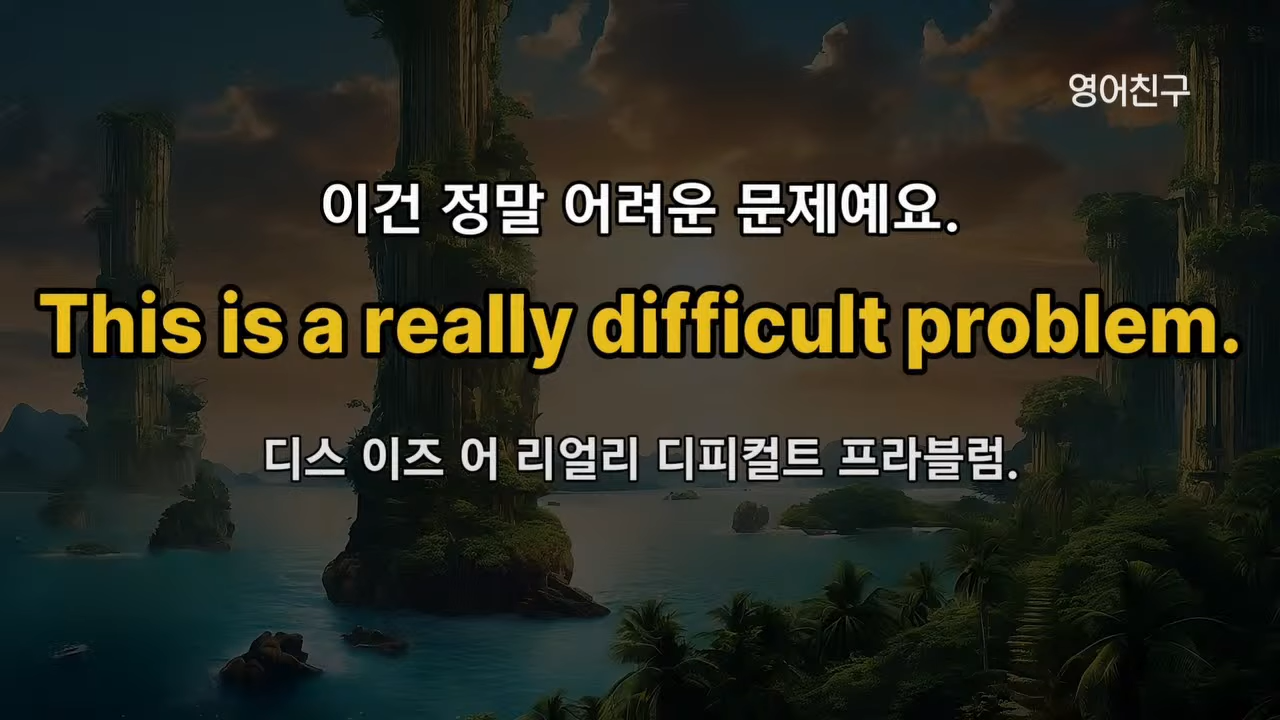 영어친구
이건 정말 어려운 문제예요.
This is a really difficult problem.
디스 이즈 어 리얼리 디피컬트 프라블럼.